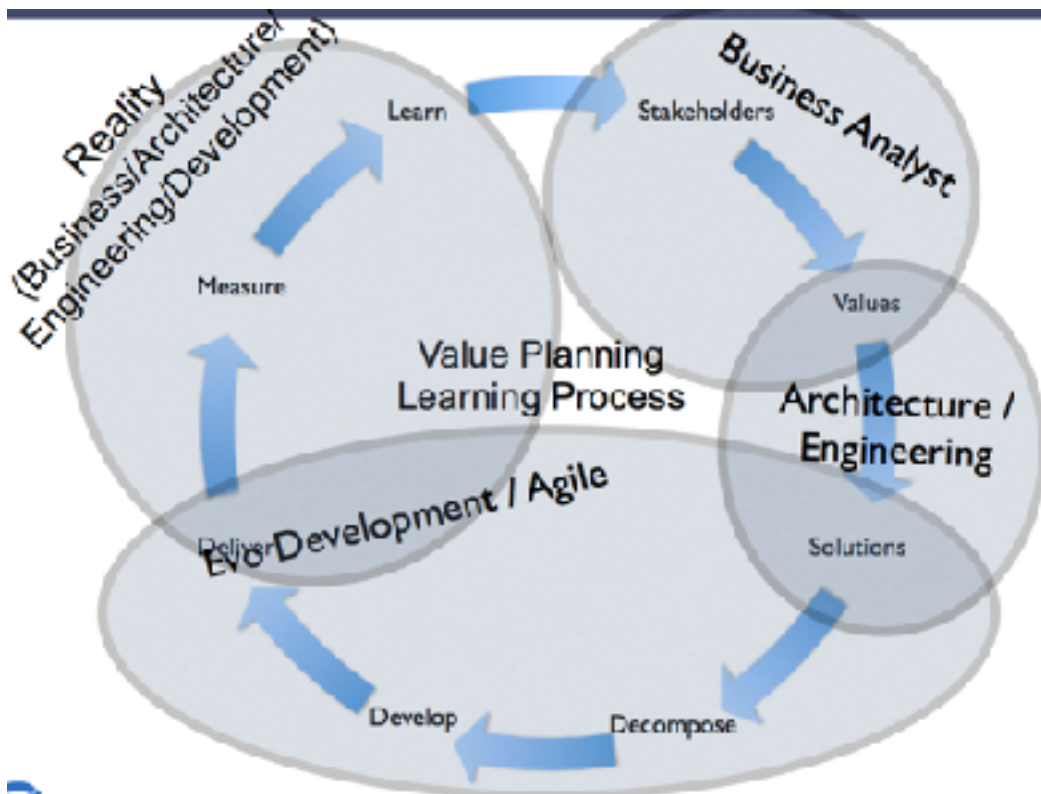 Reality
{Business/Architecture/
Engineering/Development}
Learn
Stakeholders
Business Analyst
Measure
Values
Value Planning
Learning Process
Architecture /
Engineering
Evo Development / Agile
Deliver
Solutions
Develop
Decompose